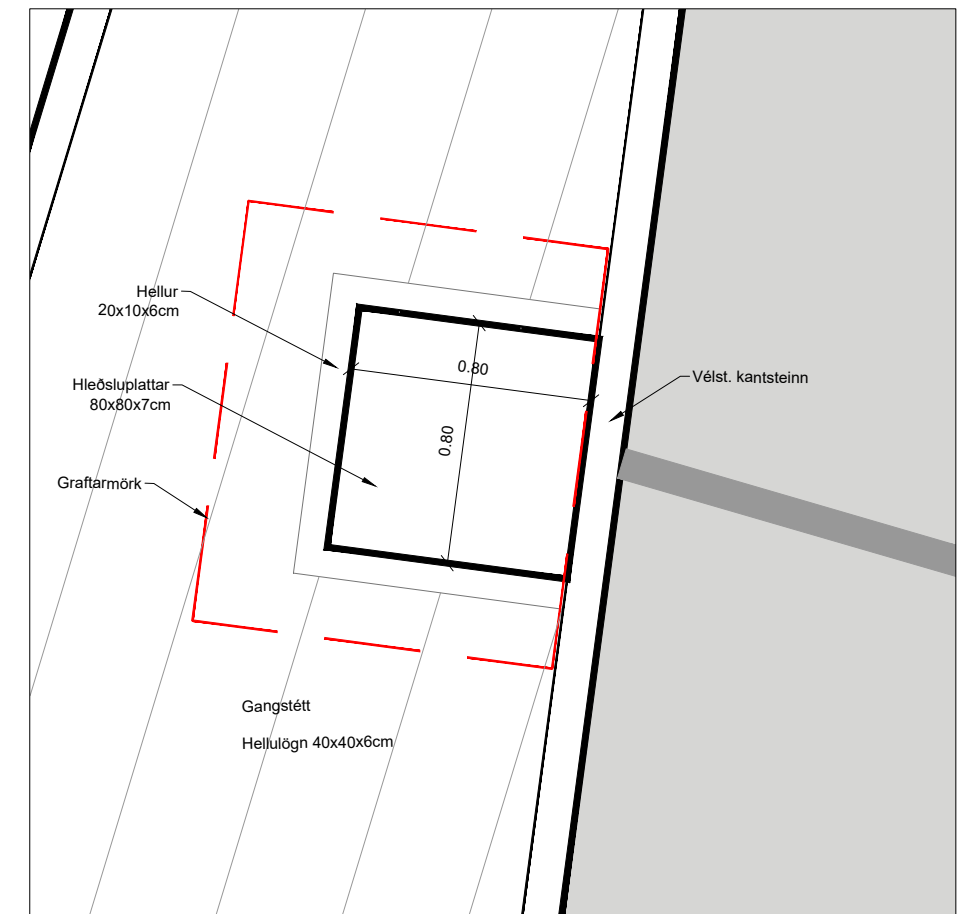 Hellur
20x10x6cm
0.80
Hleðsluplattar
80x80x7cm
Vélst. kantsteinn
0.80
Graftarmörk
Gangstétt
Hellulögn 40x40x6cm